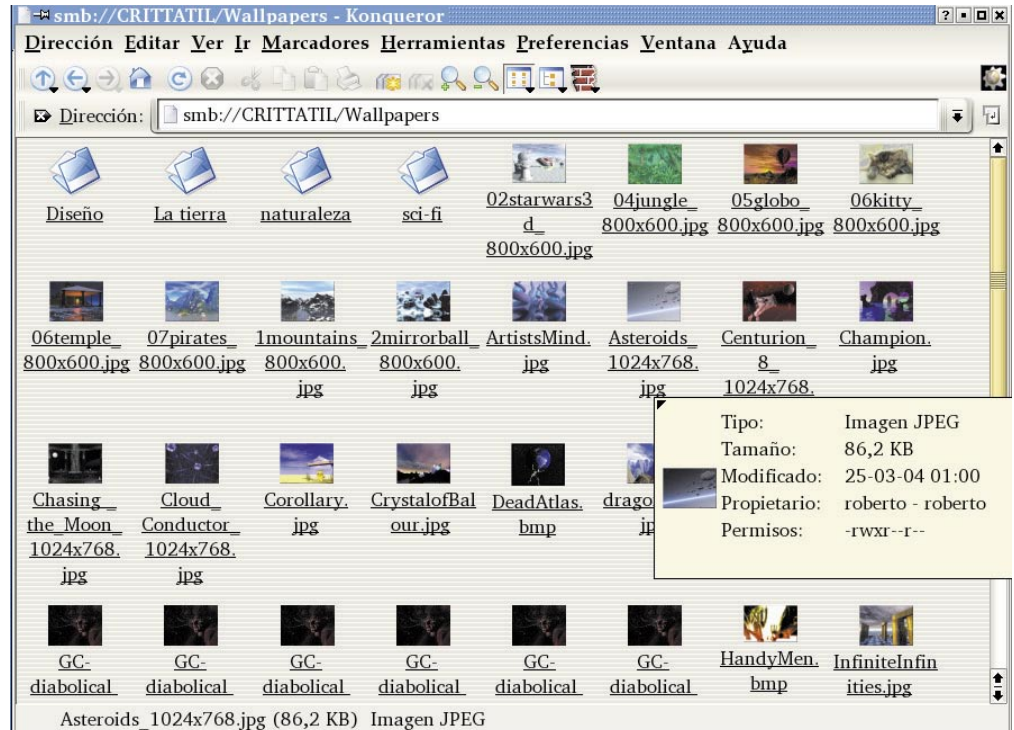 smb://CRITTATIL/Wallpapers - Konqueror
Dirección Editar Ver Ir Marcadores Herramientas Preferencias Ventana Ayuda
Dirección: smb://CRITTATIL/Wallpapers
Diseño
La tierra
naturaleza
sci-fi
02starwars3
d_
800x600.jpg
04jungle_
800x600.jpg
05globo_
800x600.jpg
06kitty_
800x600.jpg
06temple_
800x600.jpg
07pirates_
800x600.jpg
1mountains_
800x600.
jpg
2mirrorball_
800x600.
jpg
ArtistsMind.
jpg
Asteroids_
1024x768.
jpg
Centurion_
8_
1024x768.
Champion.
jpg
Tipo: Imagen JPEG
Tamaño: 86,2 KB
Modificado: 25-03-04 01:00
Propietario: roberto - roberto
Permisos: -rwxr--r--
Chasing_
the_Moon_
1024x768.
jpg
Cloud_
Conductor_
1024x768.
jpg
Corollary.
jpg
CrystalofBal
our.jpg
DeadAtlas.
bmp
GC-
diabolical_
GC-
diabolical_
GC-
diabolical_
GC-
diabolical_
GC-
diabolical_
GC-
diabolical_
HandyMen.
bmp
InfiniteInfin
ities.jpg
Asteroids_1024x768.jpg (86,2 KB) Imagen JPEG